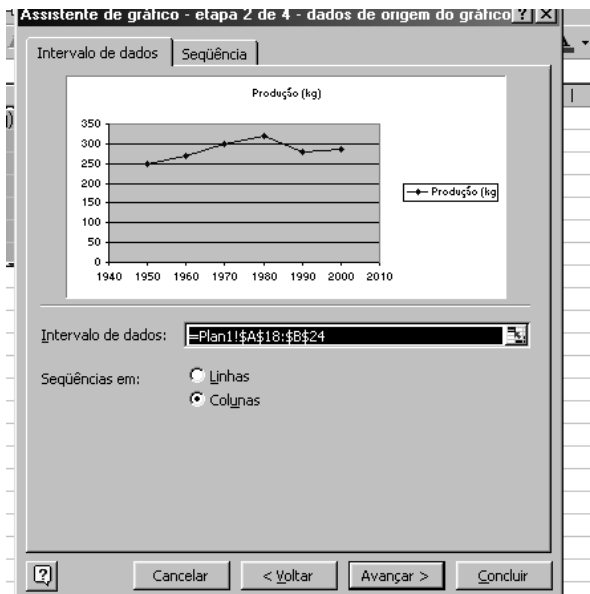 Assistente de gráfico - etapa 2 de 4 - dados de origem do gráfico
Intervalo de dados
Seqüência
Produção (kg)
350
300
250
200
150
100
50
0
1940 1950 1960 1970 1980 1990 2000 2010
Produção (kg
Intervalo de dados:
=Plan1!$A$18:$B$24
Seqüências em:
Linhas
Colunas
Cancelar
< Voltar
Avançar >
Concluir